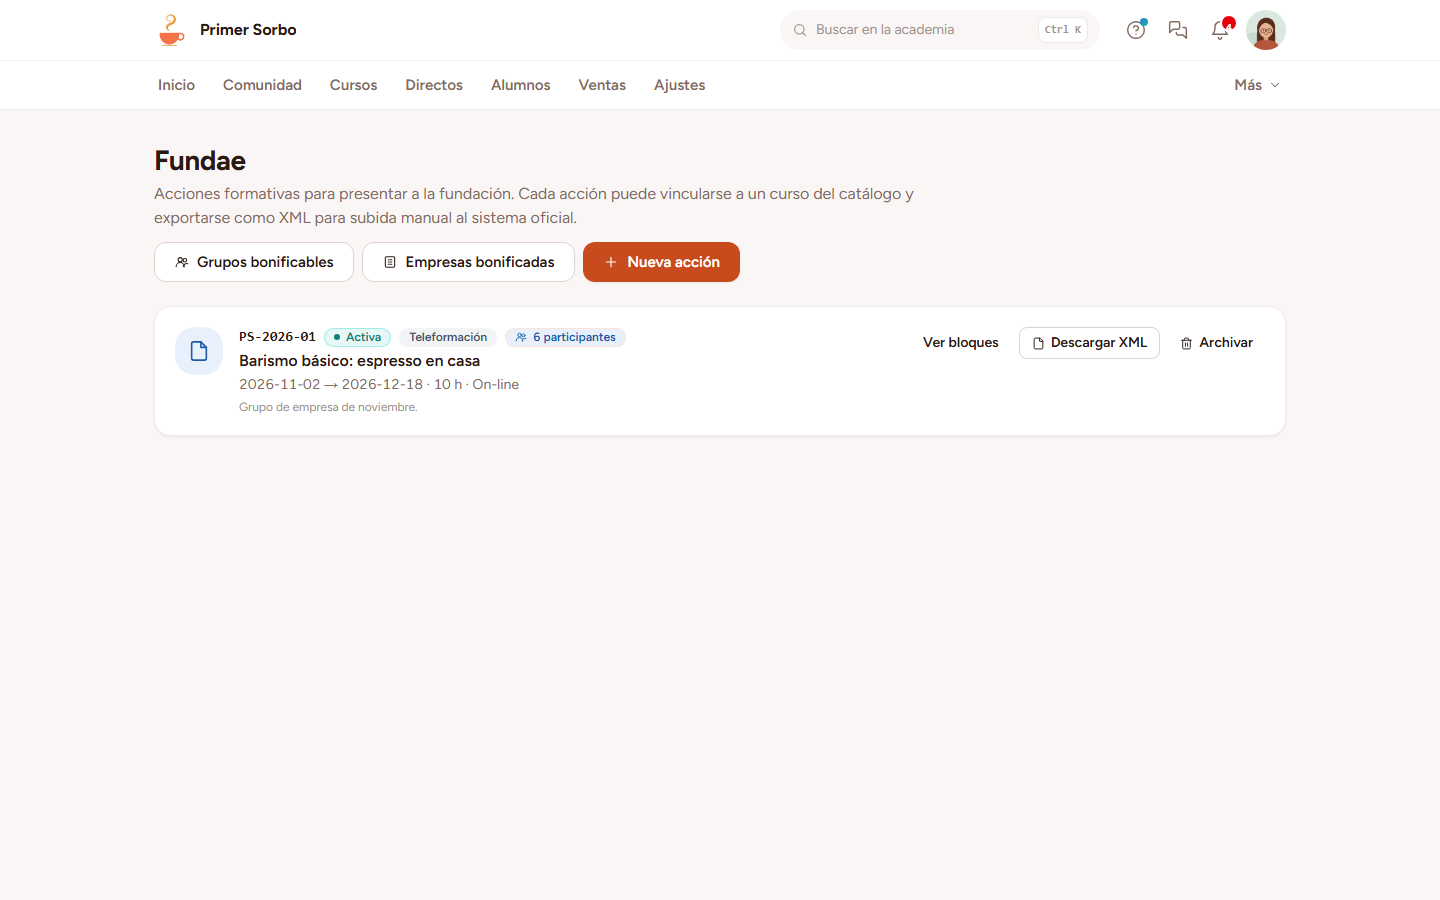 Primer Sorbo
Buscar en la academia
Ctrl K
Inicio
Comunidad
Cursos
Directos
Alumnos
Ventas
Ajustes
Más
Fundae
Acciones formativas para presentar a la fundación. Cada acción puede vincularse a un curso del catálogo y
exportarse como XML para subida manual al sistema oficial.
Grupos bonificables
Empresas bonificadas
Nueva acción
PS-2026-01
Activa
Teleformación
6 participantes
Ver bloques
Descargar XML
Archivar
Barismo básico: espresso en casa
2026-11-02 → 2026-12-18 · 10 h · On-line
Grupo de empresa de noviembre.